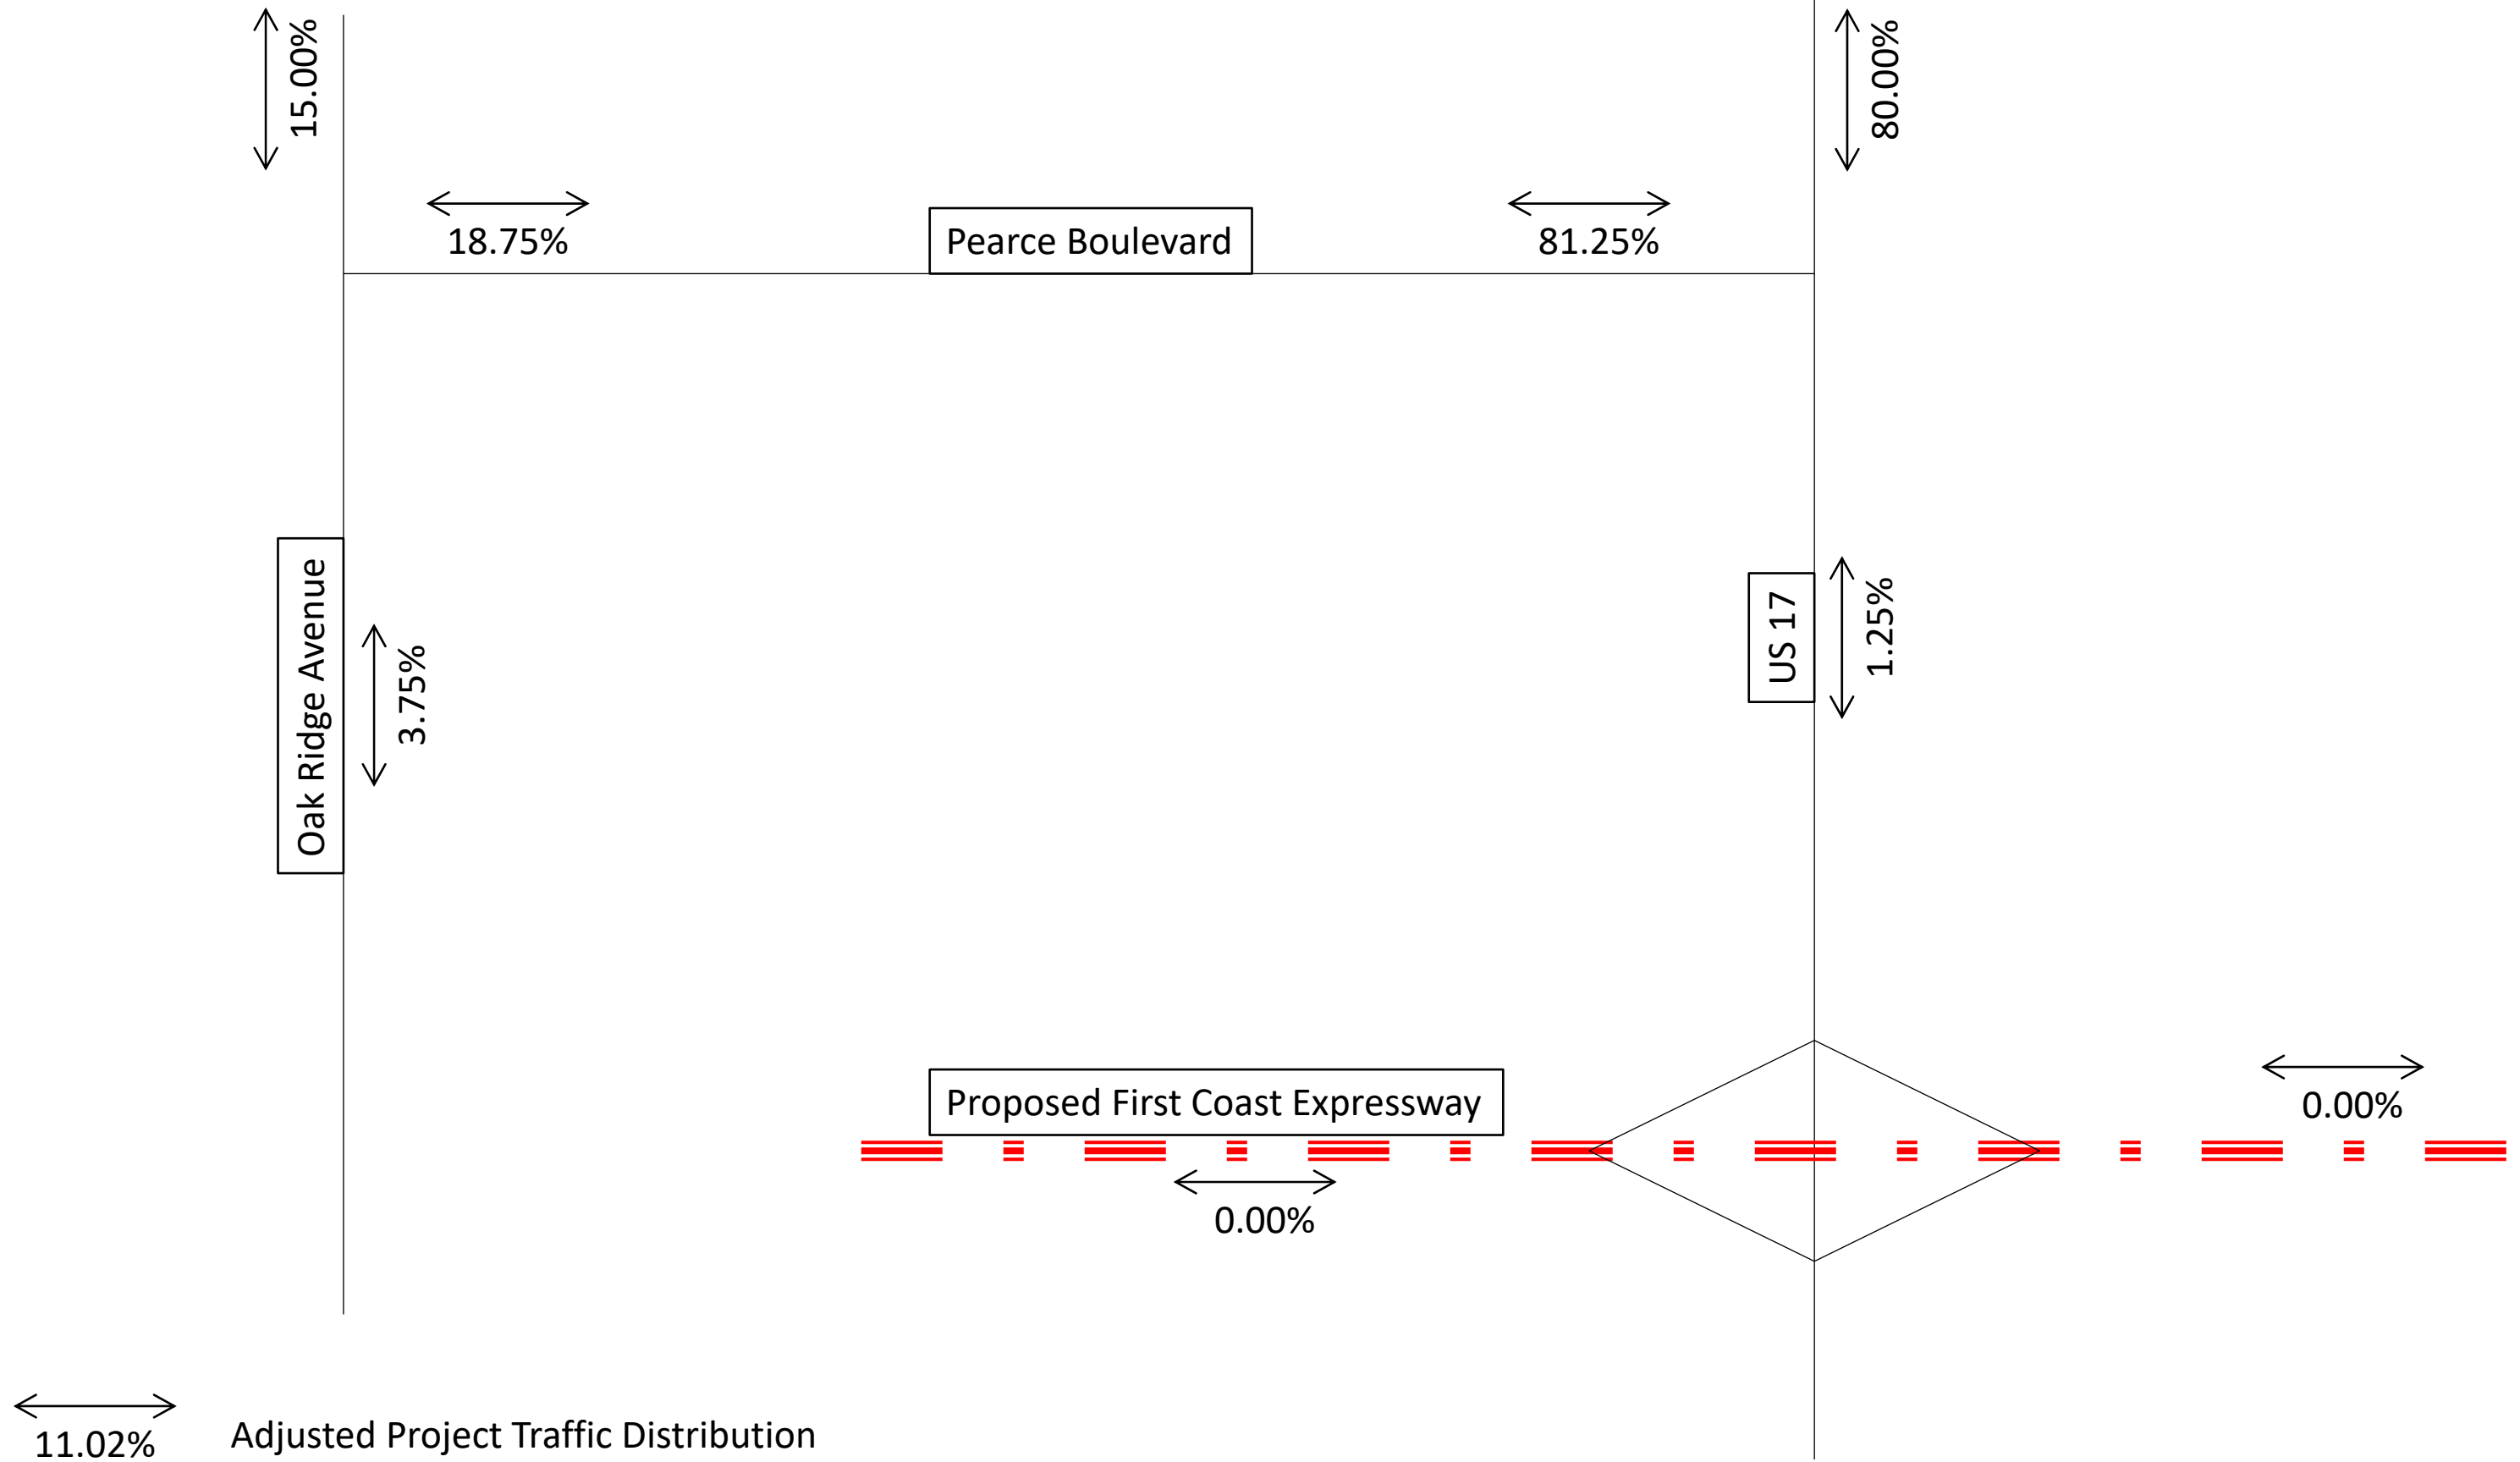 15.00%
80.00%
18.75%
Pearce Boulevard
81.25%
Oak Ridge Avenue
3.75%
US 17
1.25%
Proposed First Coast Expressway
0.00%
0.00%
11.02%
Adjusted Project Traffic Distribution